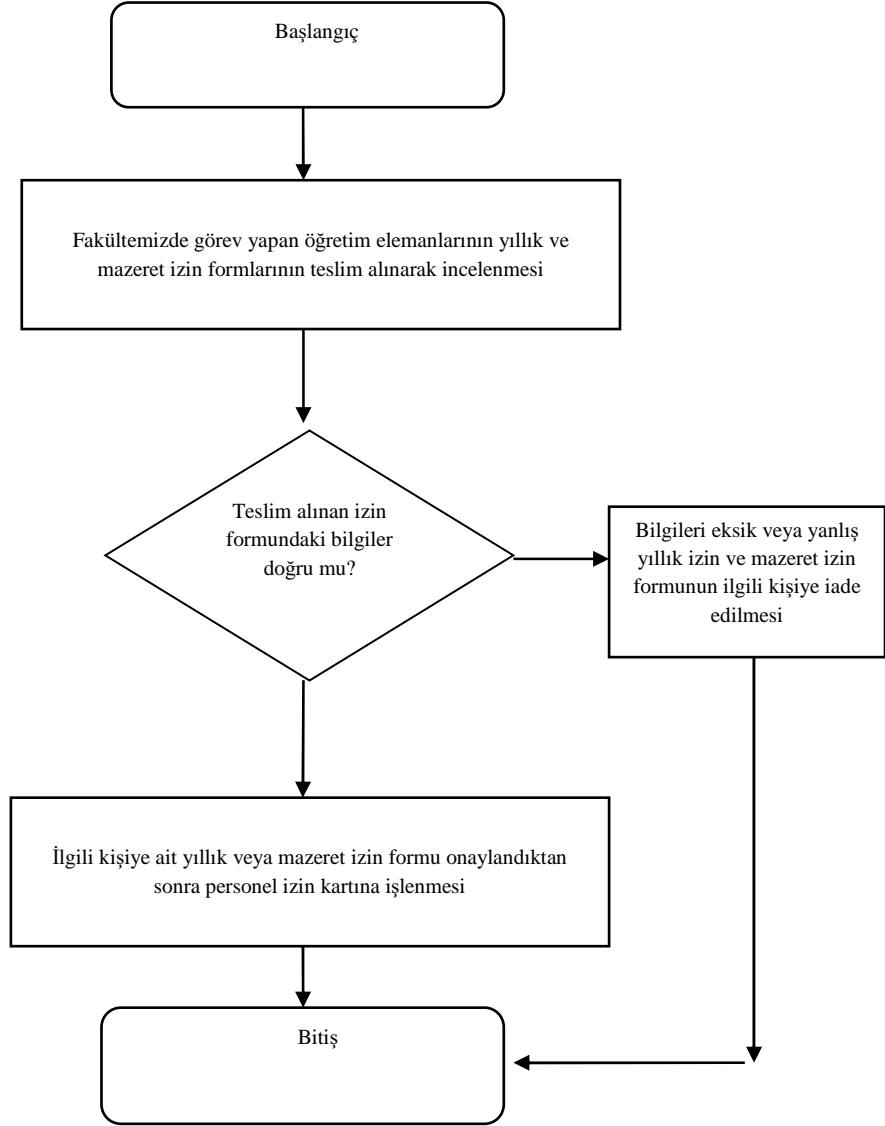 Başlangıç
Fakültemizde görev yapan öğretim elemanlarının yıllık ve
mazeret izin formlarının teslim alınarak incelenmesi
Teslim alınan izin
formundaki bilgiler
doğru mu?
Bilgileri eksik veya yanlış
yıllık izin ve mazeret izin
formunun ilgili kişiye iade
edilmesi
İlgili kişiye ait yıllık veya mazeret izin formu onaylandıktan
sonra personel izin kartına işlenmesi
Bitiş